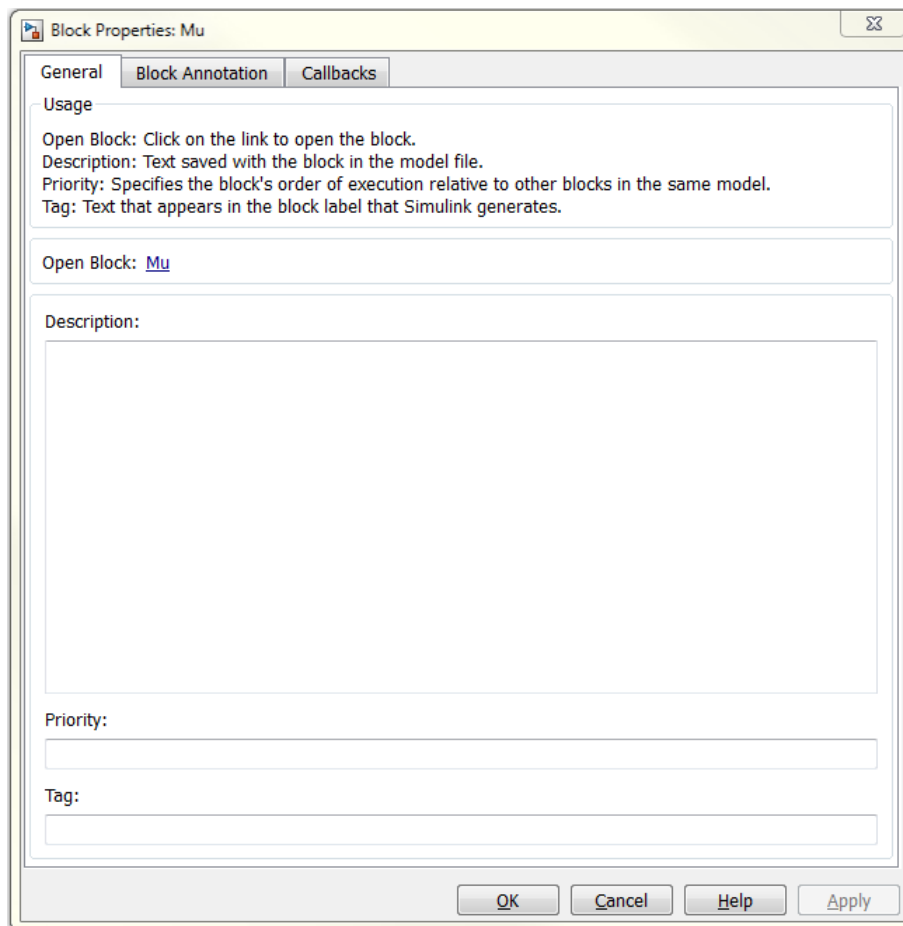 Block Properties: Mu
General Block Annotation Callbacks
Usage
Open Block: Click on the link to open the block.
Description: Text saved with the block in the model file.
Priority: Specifies the block's order of execution relative to other blocks in the same model.
Tag: Text that appears in the block label that Simulink generates.
Open Block: Mu
Description:
Priority:
Tag:
OK Cancel Help Apply